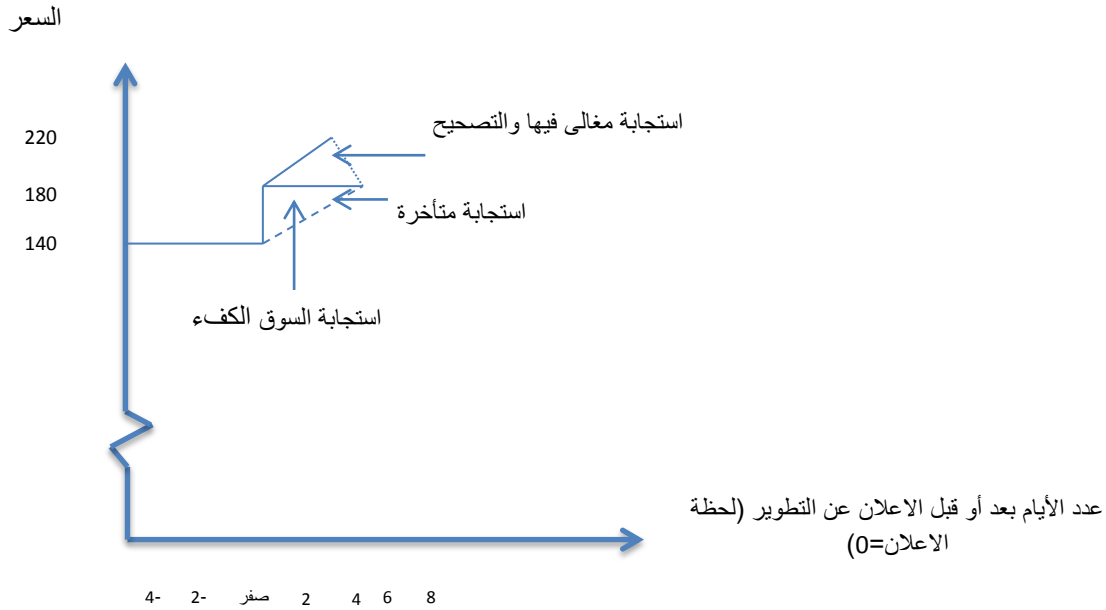 السعر
220
استجابة مغالى فيها والتصحيح
180
استجابة متأخرة
140
استجابة السوق الكفء
عدد الأيام بعد أو قبل الاعلان عن التطوير (لحظة
الاعلان=0)
4- 2- صفر 2 4 6 8